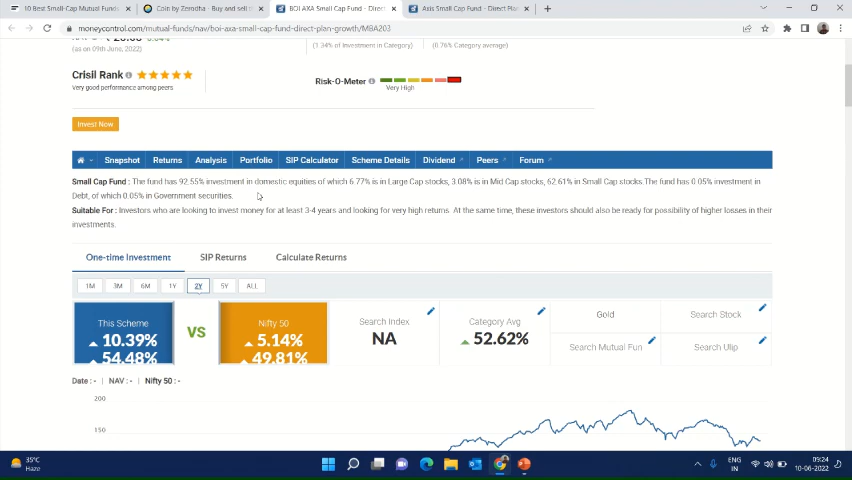 10 Best Small-Cap Mutual Funds
Coin by Zerodha - Buy and sell
BOI AXA Small Cap Fund - Direct
Axis Small Cap Fund - Direct Plan
moneycontrol.com/mutual-funds/nav/boi-axa-small-cap-fund-direct-plan-growth/MBA203
(as on 09th June, 2022)
(1.34% of Investment in Category)
(0.76% Category average)
Crisil Rank
Very good performance among peers
Risk-O-Meter
Very High
Invest Now
Snapshot
Returns
Analysis
Portfolio
SIP Calculator
Scheme Details
Dividend
Peers
Forum
Small Cap Fund : The fund has 92.55% investment in domestic equities of which 6.77% is in Large Cap stocks, 3.08% is in Mid Cap stocks, 62.61% in Small Cap stocks.The fund has 0.05% investment in
Debt, of which 0.05% in Government securities.
Suitable For : Investors who are looking to invest money for at least 3-4 years and looking for very high returns. At the same time, these investors should also be ready for possibility of higher losses in their
investments.
One-time Investment
SIP Returns
Calculate Returns
1M
3M
6M
1Y
2Y
5Y
ALL
This Scheme
10.39%
54.48%
VS
Nifty 50
5.14%
49.81%
Search Index
NA
Category Avg
52.62%
Gold
Search Stock
Search Mutual Fun
Search Ulip
Date : - | NAV : - | Nifty 50 : -
200
150
35°C
Haze
ENG
IN
09:24
10-06-2022